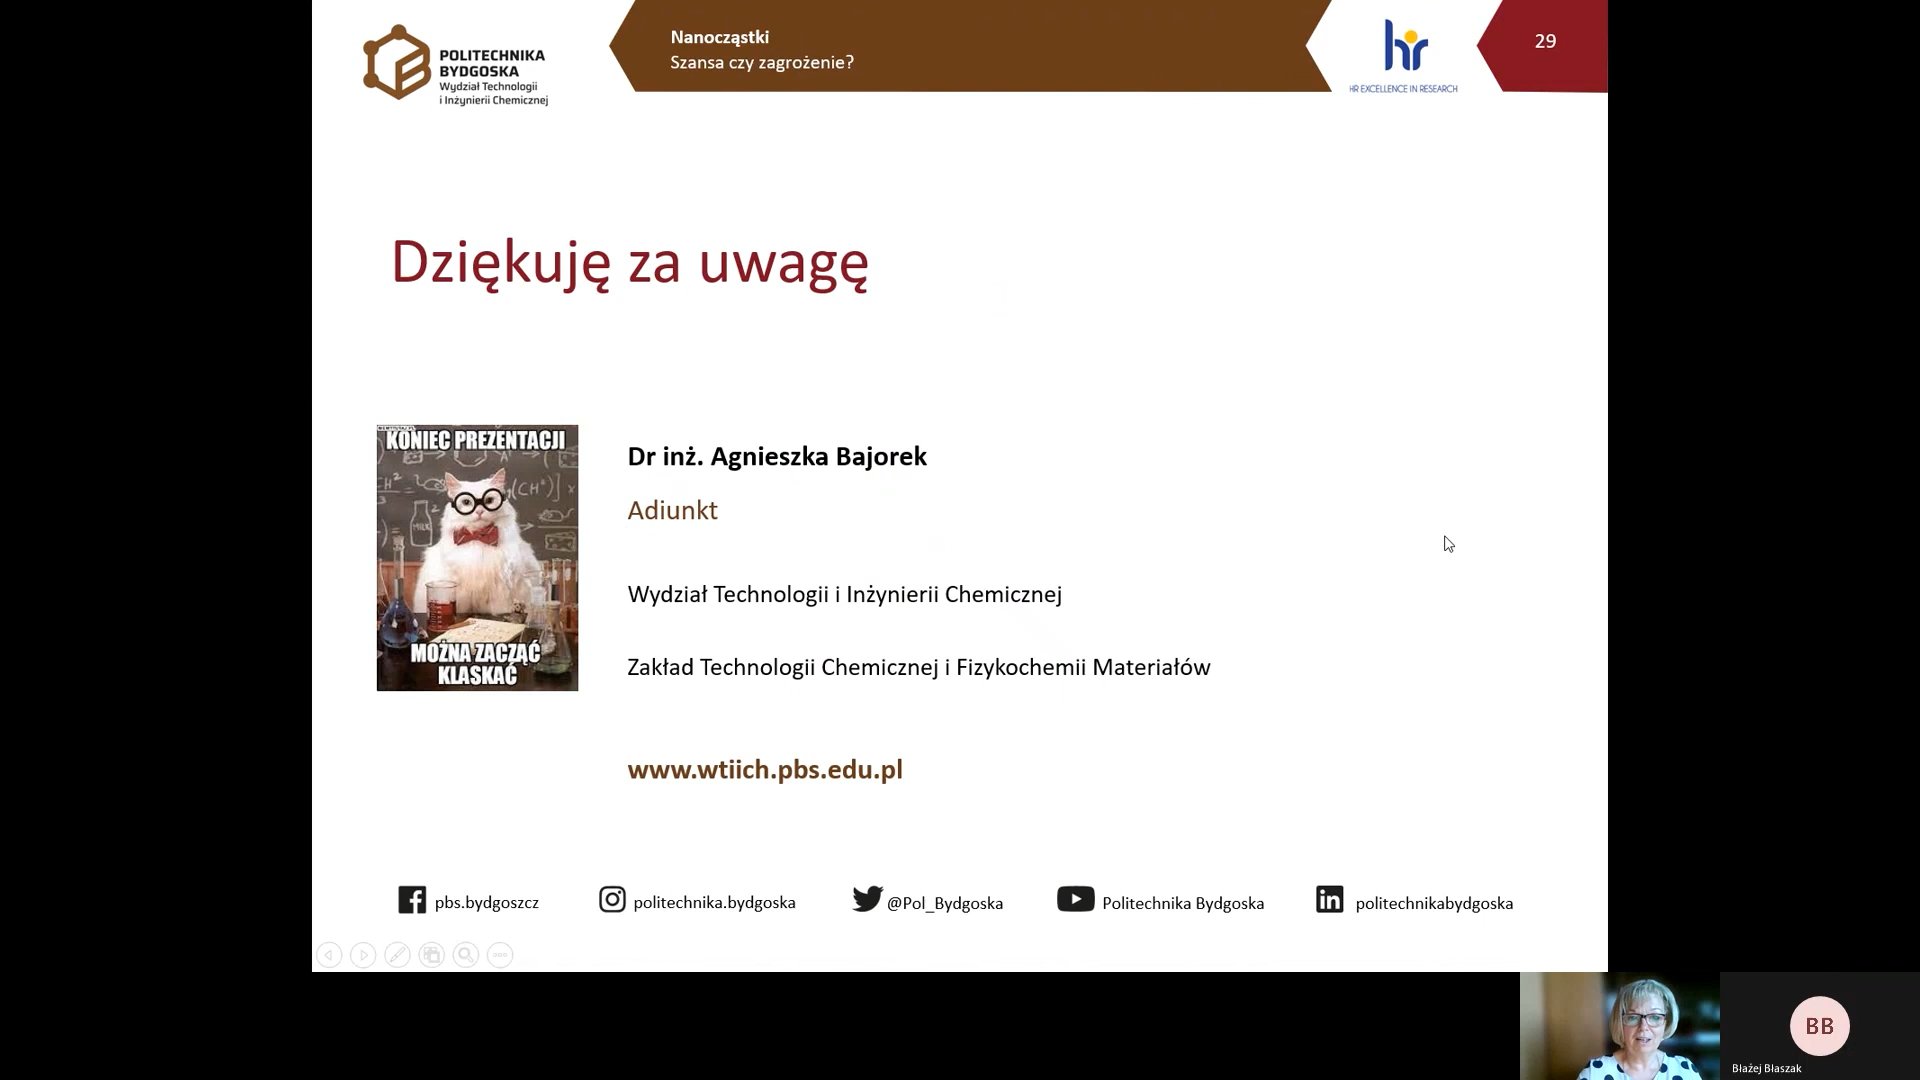 POLITECHNIKA
BYDGOSKA
Wydział Technologii
i Inżynierii Chemicznej
Nanocząstki
Szansa czy zagrożenie?
hr
HR EXCELLENCE IN RESEARCH
29
Dziękuję za uwagę
KONIEC PREZENTACJI
MILK
MOŻNA ZACZĄĆ
KLASKAĆ
Dr inż. Agnieszka Bajorek
Adiunkt
Wydział Technologii i Inżynierii Chemicznej
Zakład Technologii Chemicznej i Fizykochemii Materiałów
www.wtiich.pbs.edu.pl
pbs.bydgoszcz
politechnika.bydgoska
@Pol_Bydgoska
Politechnika Bydgoska
politechnikabydgoska
BB
Błażej Błaszak